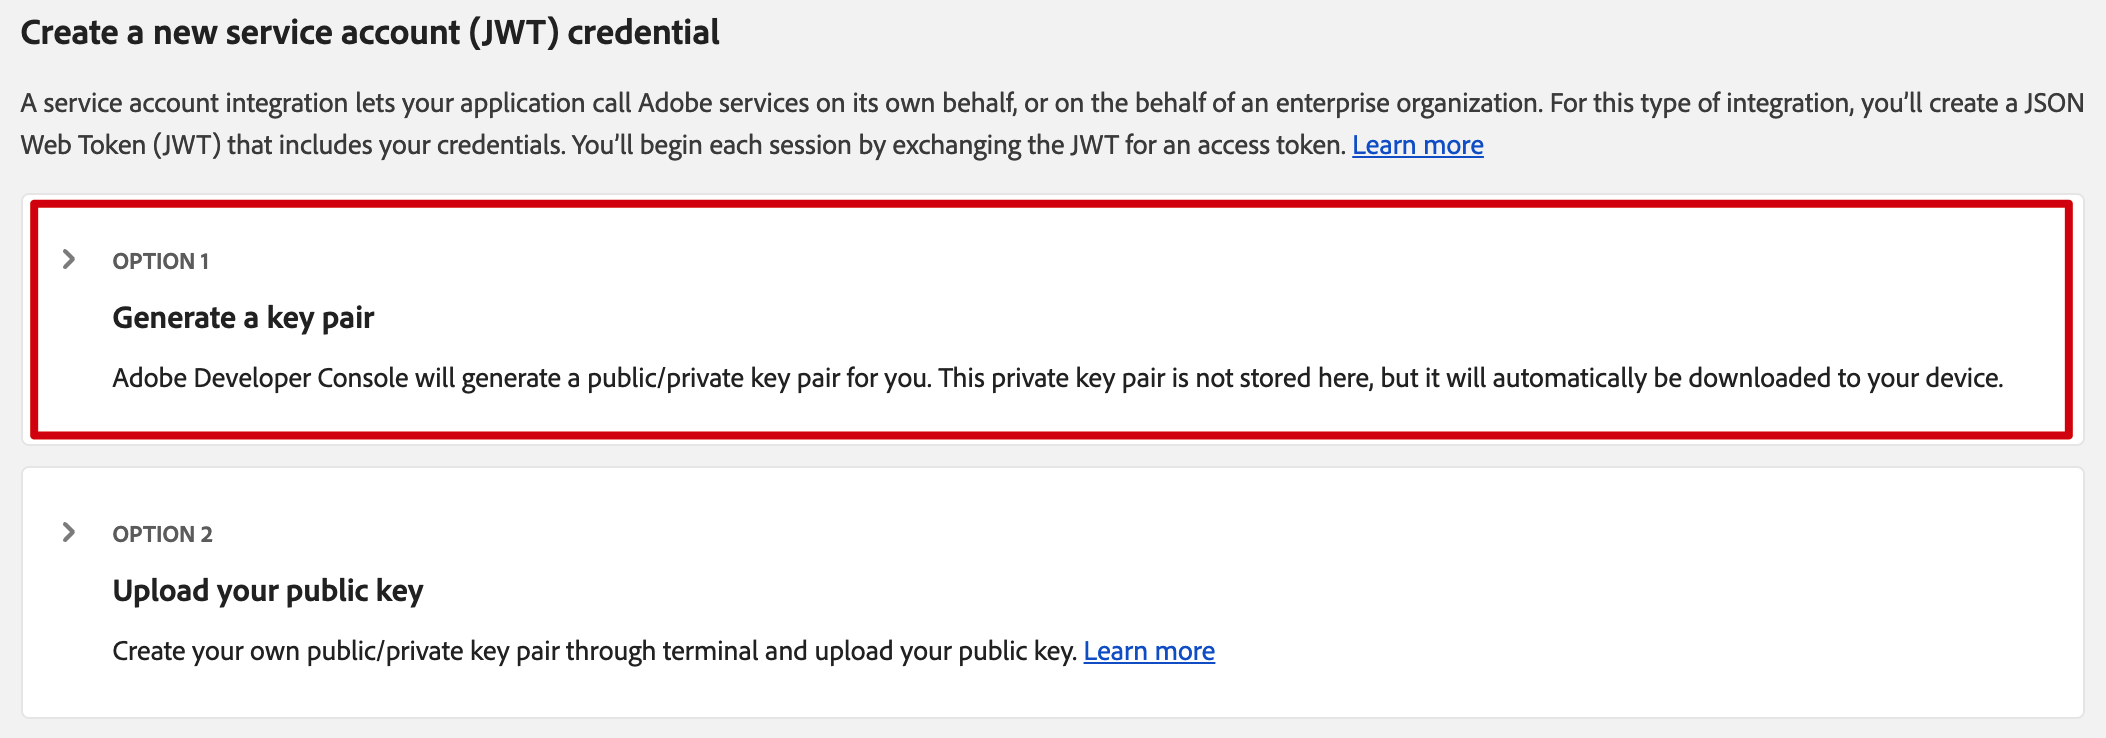 Create a new service account (JWT) credential
A service account integration lets your application call Adobe services on its own behalf, or on the behalf of an enterprise organization. For this type of integration, you’ll create a JSON
Web Token (JWT) that includes your credentials. You’ll begin each session by exchanging the JWT for an access token. Learn more
OPTION 1
Generate a key pair
Adobe Developer Console will generate a public/private key pair for you. This private key pair is not stored here, but it will automatically be downloaded to your device.
OPTION 2
Upload your public key
Create your own public/private key pair through terminal and upload your public key. Learn more